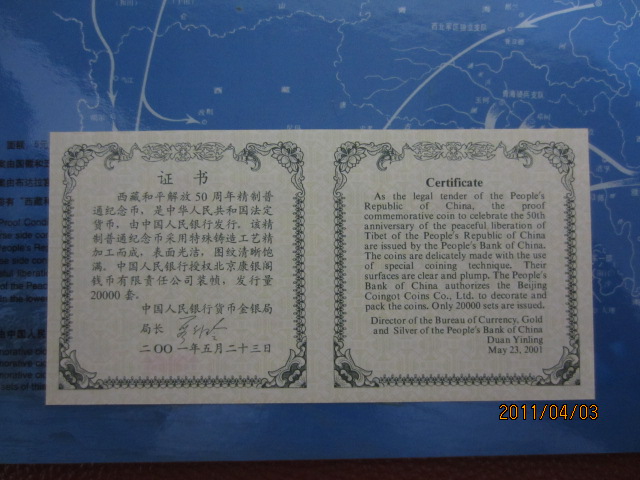 证书
西藏和平解放50周年精制普
通纪念币，是中华人民共和国法定
货币，由中国人民银行发行，该精
制普通纪念币采用特殊铸造工艺精
加工而成，表面光洁，图纹清晰饱
满。中国人民银行授权北京康银阁
钱币有限责任公司装帧，发行量
20000套。
中国人民银行货币金银局
局长
二〇〇一年五月二十三日
Certificate
As the legal tender of the People's
Republic of China, the proof
commemorative coin to celebrate the 50th
anniversary of the peaceful liberation of
Tibet of the People's Republic of China
are issued by the People's Bank of China.
The coins are delicately made with the use
of special coining technique. Their
surfaces are clear and plump. The People's
Bank of China authorizes the Beijing
Coingot Coins Co., Ltd. to decorate and
pack the coins. Only 20000 sets are issued.
Director of the Bureau of Currency, Gold
and Silver of the People's Bank of China
Duan Yinling
May 23, 2001
2011/04/03